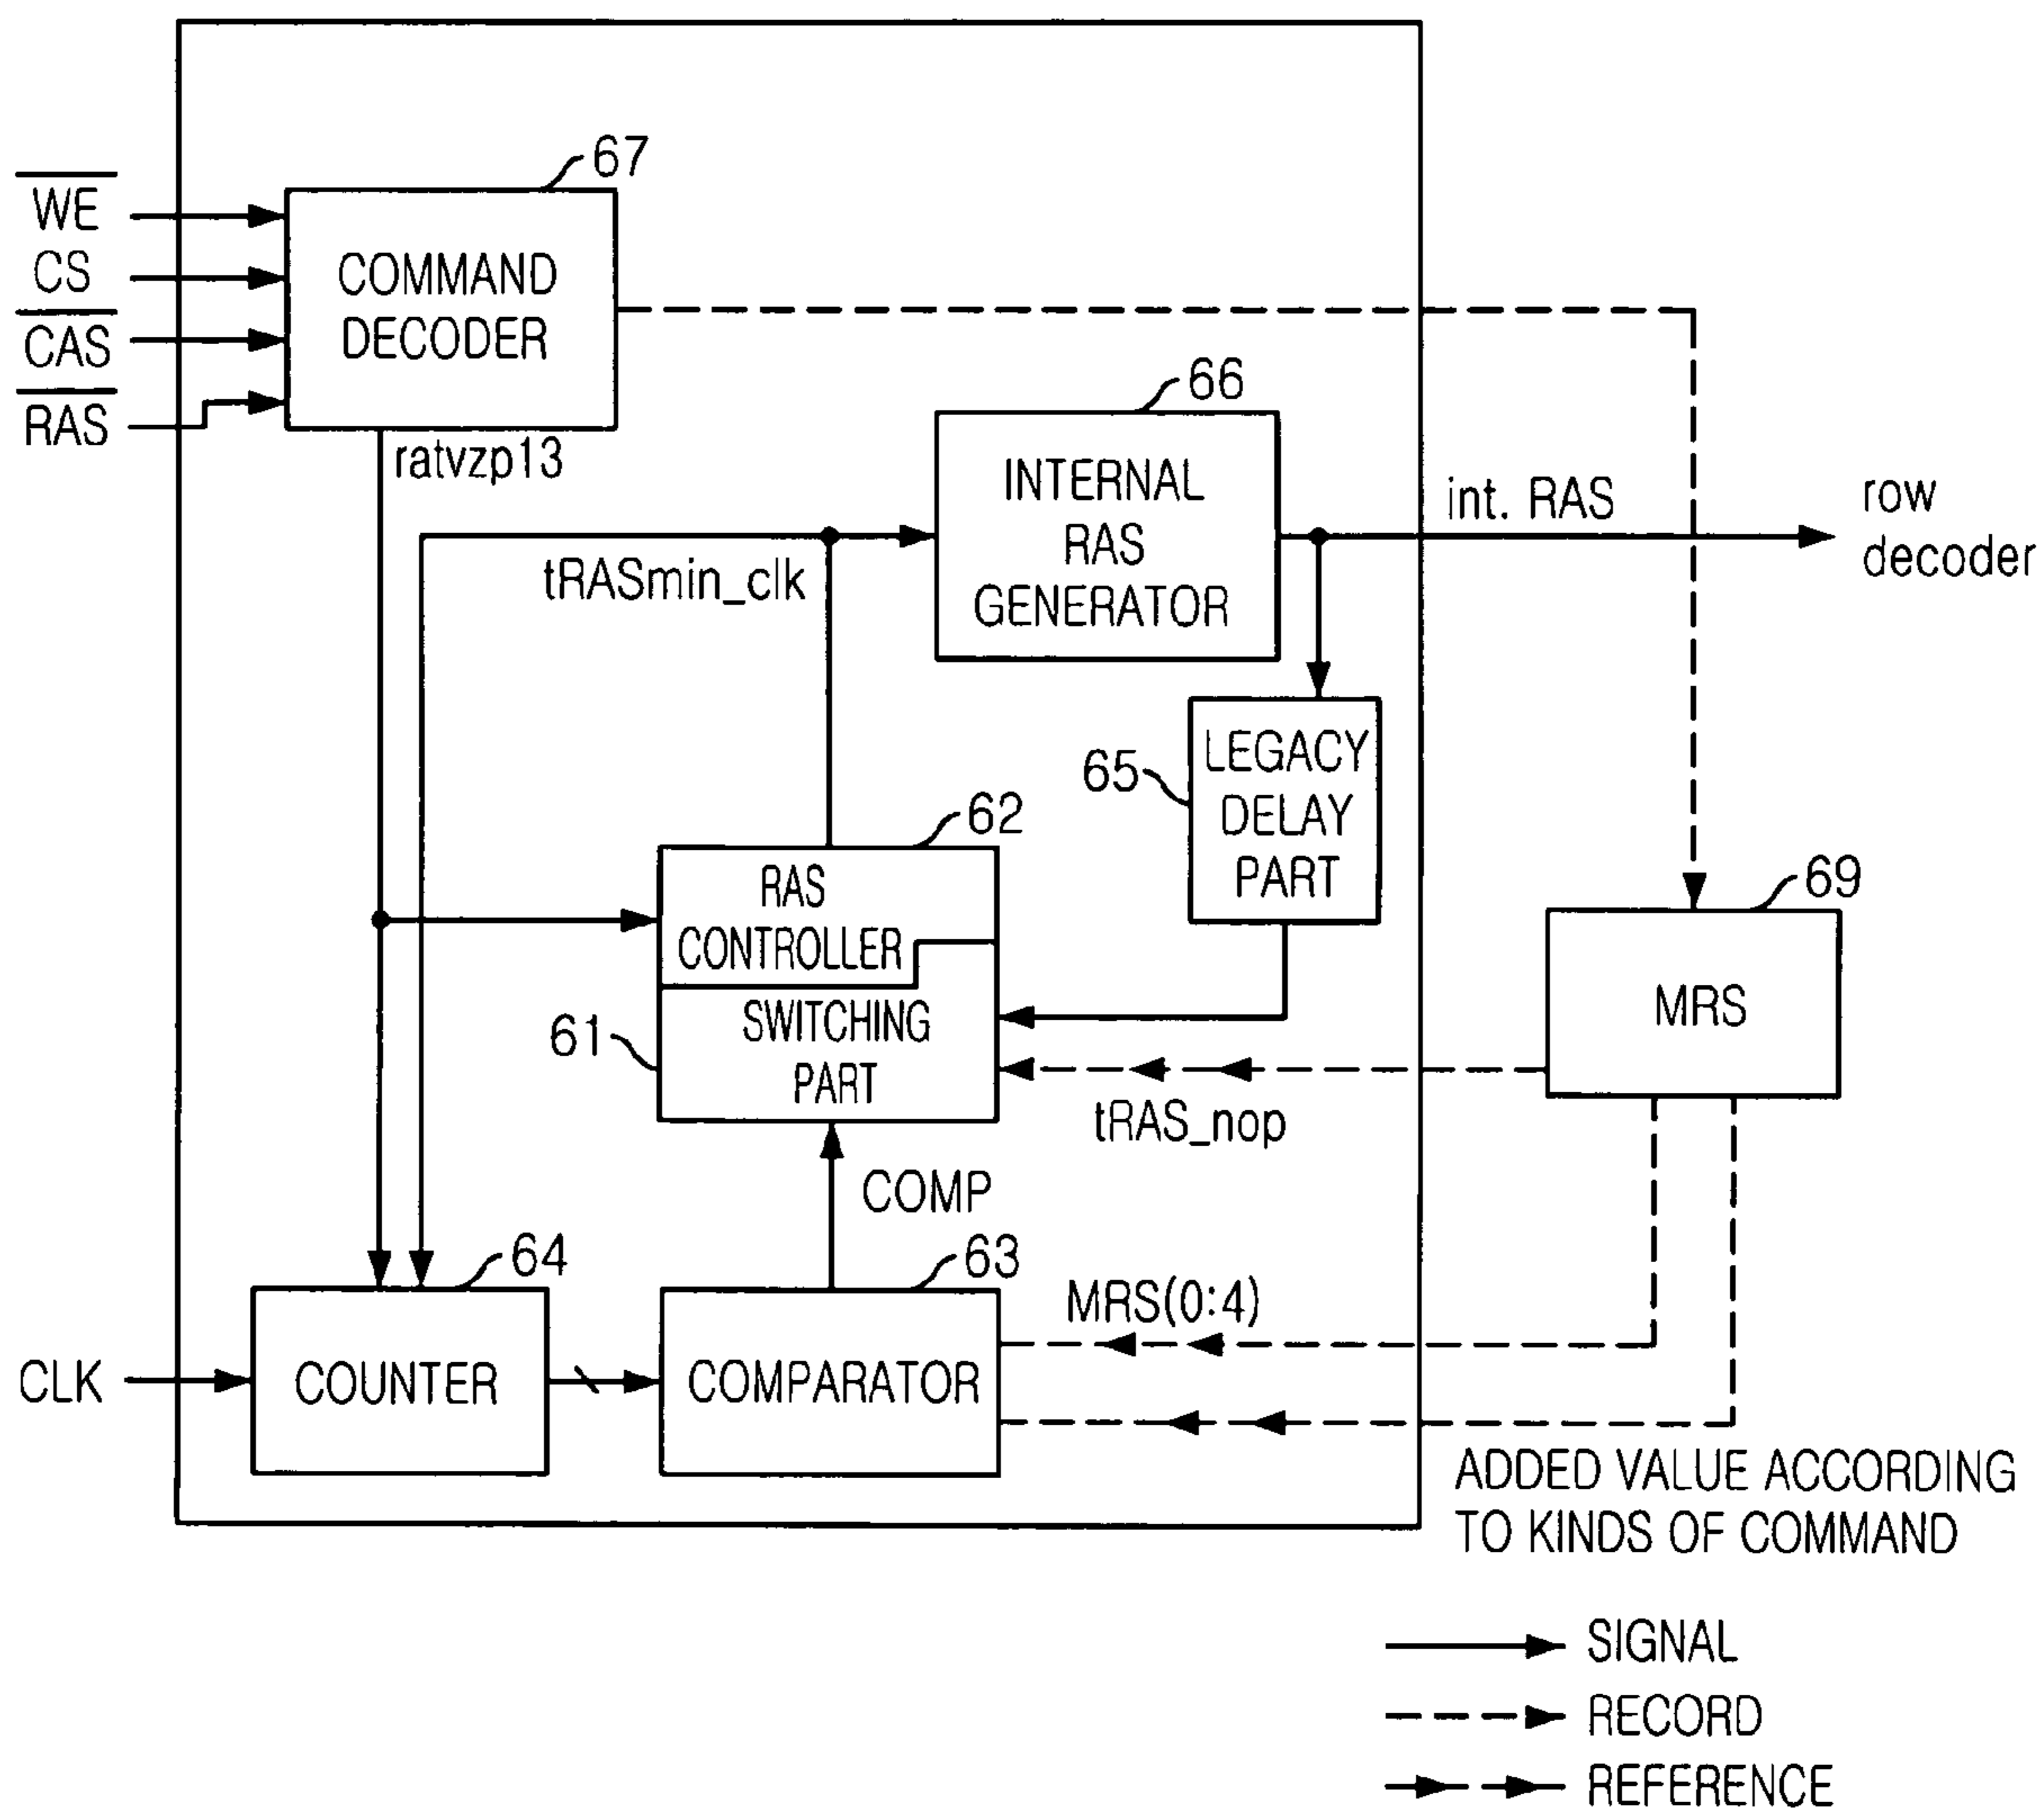 67
WE
CS
CAS
RAS
COMMAND
DECODER
ratvzp13
66
INTERNAL
RAS
GENERATOR
int. RAS
row
decoder
tRASmin_clk
65
LEGACY
DELAY
PART
62
RAS
CONTROLLER
61
SWITCHING
PART
69
MRS
tRAS_nop
COMP
64
63
MRS(0:4)
CLK
COUNTER
COMPARATOR
ADDED VALUE ACCORDING
TO KINDS OF COMMAND
SIGNAL
RECORD
REFERENCE